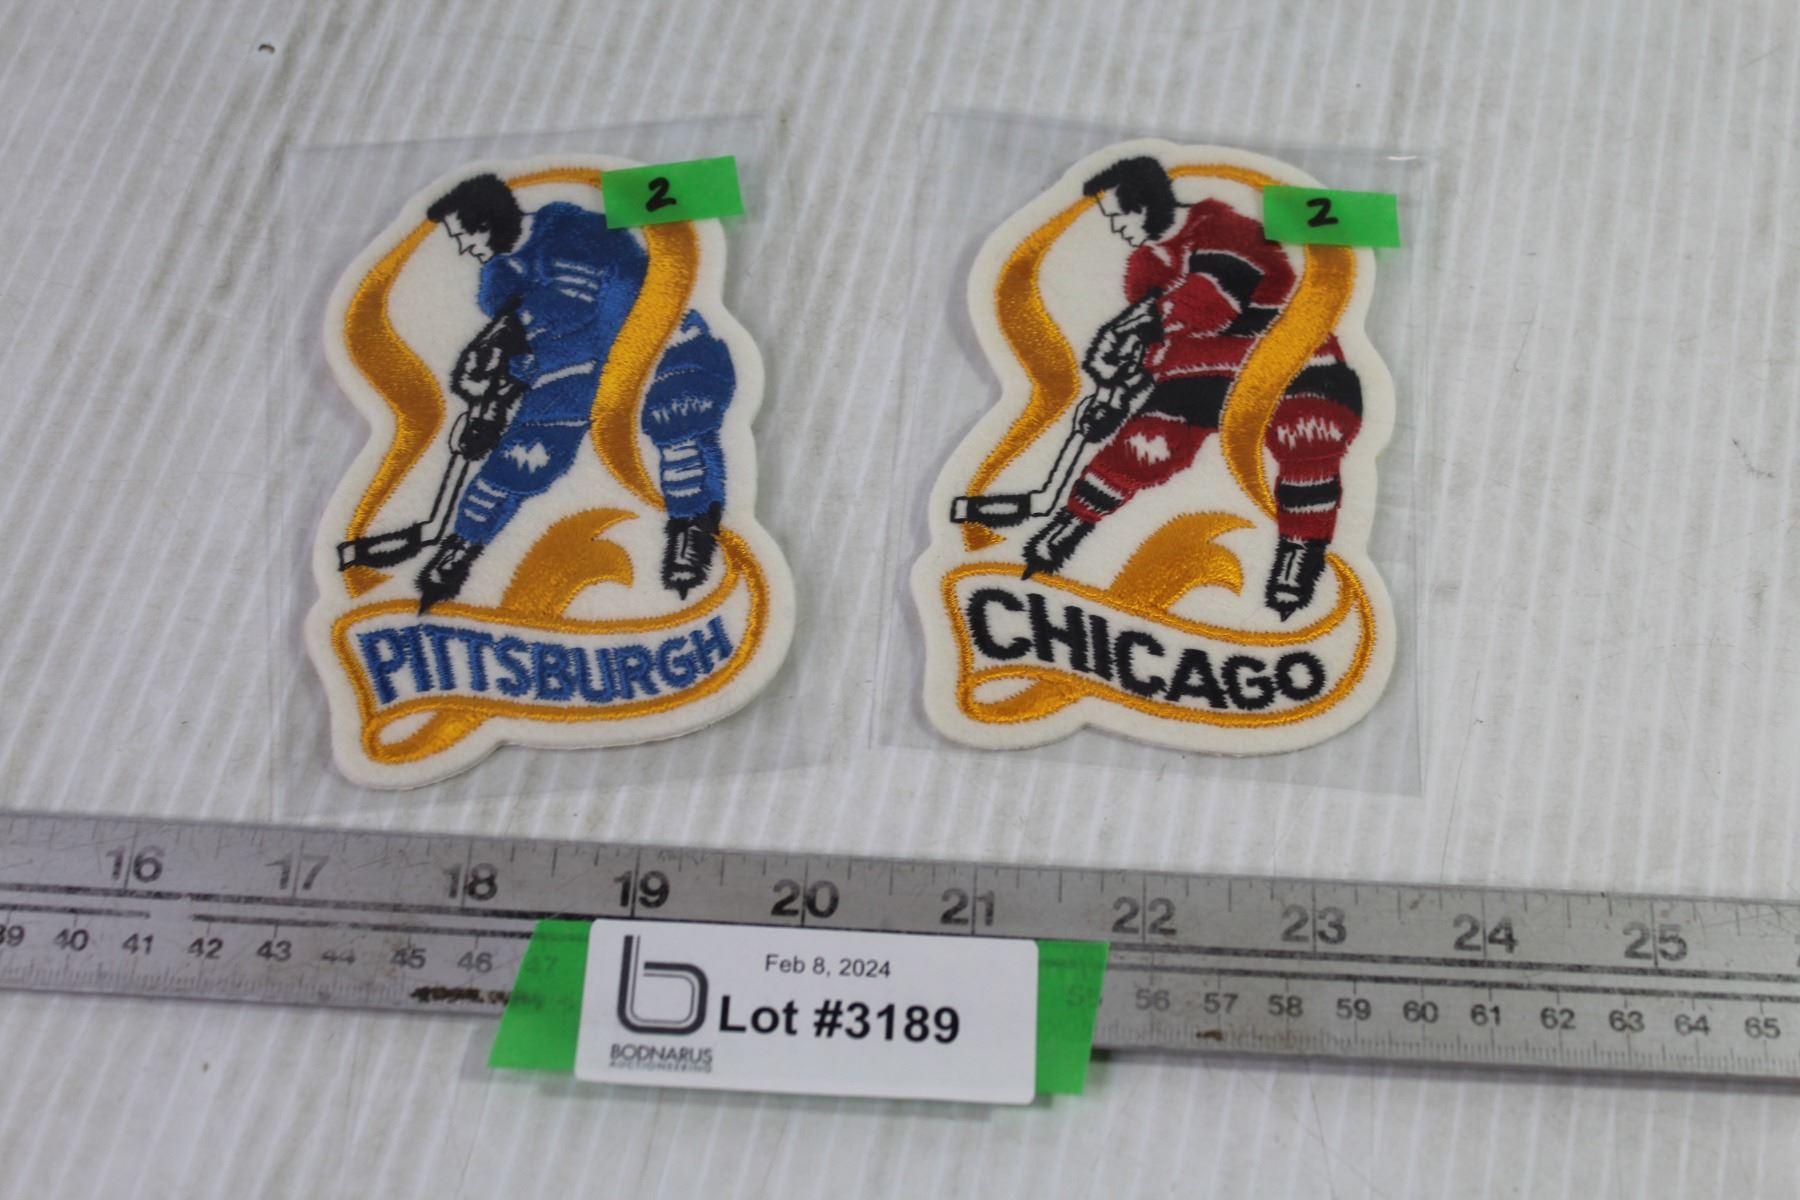 2
2
PITTSBURGH
CHICAGO
16 17 18 19 20 21 22 23 24 25
39 40 41 42 43 44 45 46 47 55 56 57 58 59 60 61 62 63 64 65
Feb 8, 2024
Lot #3189
BODNARUS
AUCTIONEERING